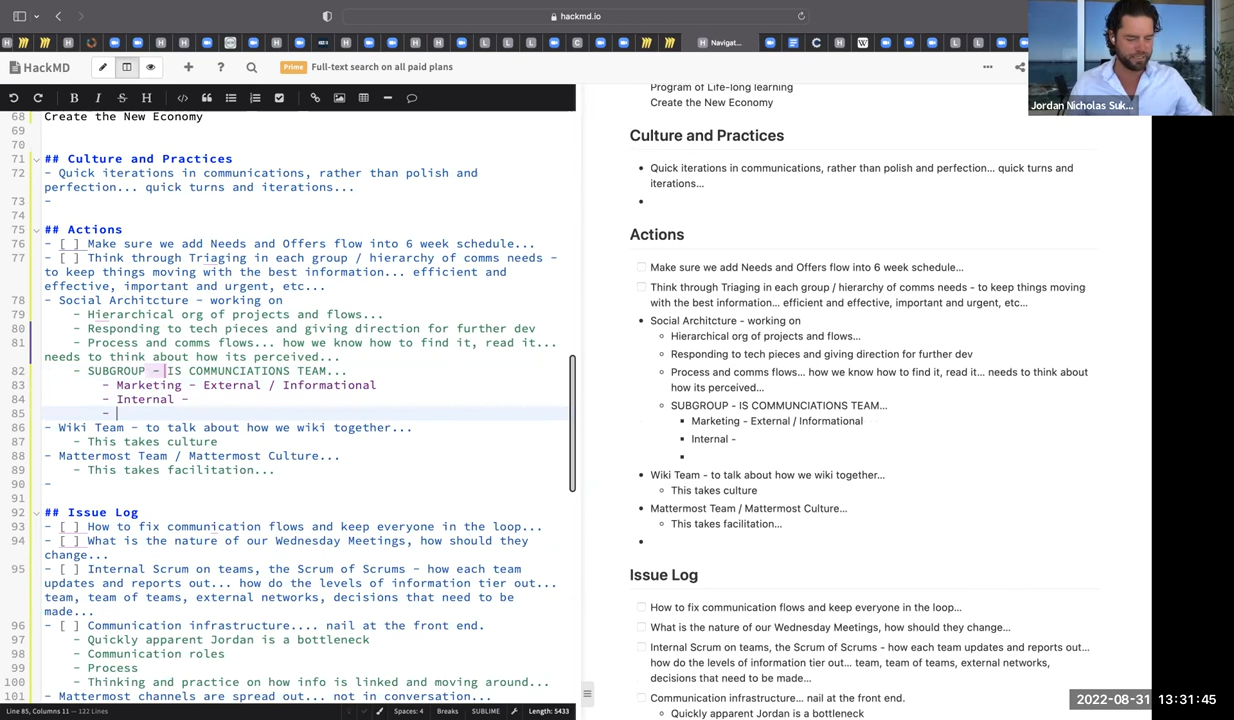 hackmd.io
Navigat...
HackMD
Prime Full-text search on all paid plans
Jordan Nicholas Suk...
68 Create the New Economy
69
70
71 ## Culture and Practices
72 - Quick iterations in communications, rather than polish and
perfection... quick turns and iterations...
73 -
74
75 ## Actions
76 - [ ] Make sure we add Needs and Offers flow into 6 week schedule...
77 - [ ] Think through Triaging in each group / hierarchy of comms needs -
to keep things moving with the best information... efficient and
effective, important and urgent, etc...
78 - Social Architcture - working on
79 - Hierarchical org of projects and flows...
80 - Responding to tech pieces and giving direction for further dev
81 - Process and comms flows... how we know how to find it, read it...
needs to think about how its perceived...
82 - SUBGROUP - IS COMMUNCIATIONS TEAM...
83 - Marketing - External / Informational
84 - Internal -
85 -
86 - Wiki Team - to talk about how we wiki together...
87 - This takes culture
88 - Mattermost Team / Mattermost Culture...
89 - This takes facilitation...
90 -
91
92 ## Issue Log
93 - [ ] How to fix communication flows and keep everyone in the loop...
94 - [ ] What is the nature of our Wednesday Meetings, how should they
change...
95 - [ ] Internal Scrum on teams, the Scrum of Scrums - how each team
updates and reports out... how do the levels of information tier out...
team, team of teams, external networks, decisions that need to be
made...
96 - [ ] Communication infrastructure.... nail at the front end.
97 - Quickly apparent Jordan is a bottleneck
98 - Communication roles
99 - Process
100 - Thinking and practice on how info is linked and moving around...
101 - Mattermost channels are spread out... not in conversation...
Line 85, Columns 11 — 122 Lines
Spaces: 4 Breaks SUBLIME Length: 5433
Program of Life-long learning
Create the New Economy
Culture and Practices
• Quick iterations in communications, rather than polish and perfection... quick turns and
iterations...
•
Actions
Make sure we add Needs and Offers flow into 6 week schedule...
Think through Triaging in each group / hierarchy of comms needs - to keep things moving
with the best information... efficient and effective, important and urgent, etc...
• Social Architcture - working on
Hierarchical org of projects and flows...
Responding to tech pieces and giving direction for further dev
Process and comms flows... how we know how to find it, read it... needs to think about
how its perceived...
SUBGROUP - IS COMMUNCIATIONS TEAM...
Marketing - External / Informational
Internal -
• Wiki Team - to talk about how we wiki together...
This takes culture
• Mattermost Team / Mattermost Culture...
This takes facilitation...
•
Issue Log
How to fix communication flows and keep everyone in the loop...
What is the nature of our Wednesday Meetings, how should they change...
Internal Scrum on teams, the Scrum of Scrums - how each team updates and reports out...
how do the levels of information tier out... team, team of teams, external networks,
decisions that need to be made...
Communication infrastructure... nail at the front end.
Quickly apparent Jordan is a bottleneck
2022-08-31 13:31:45